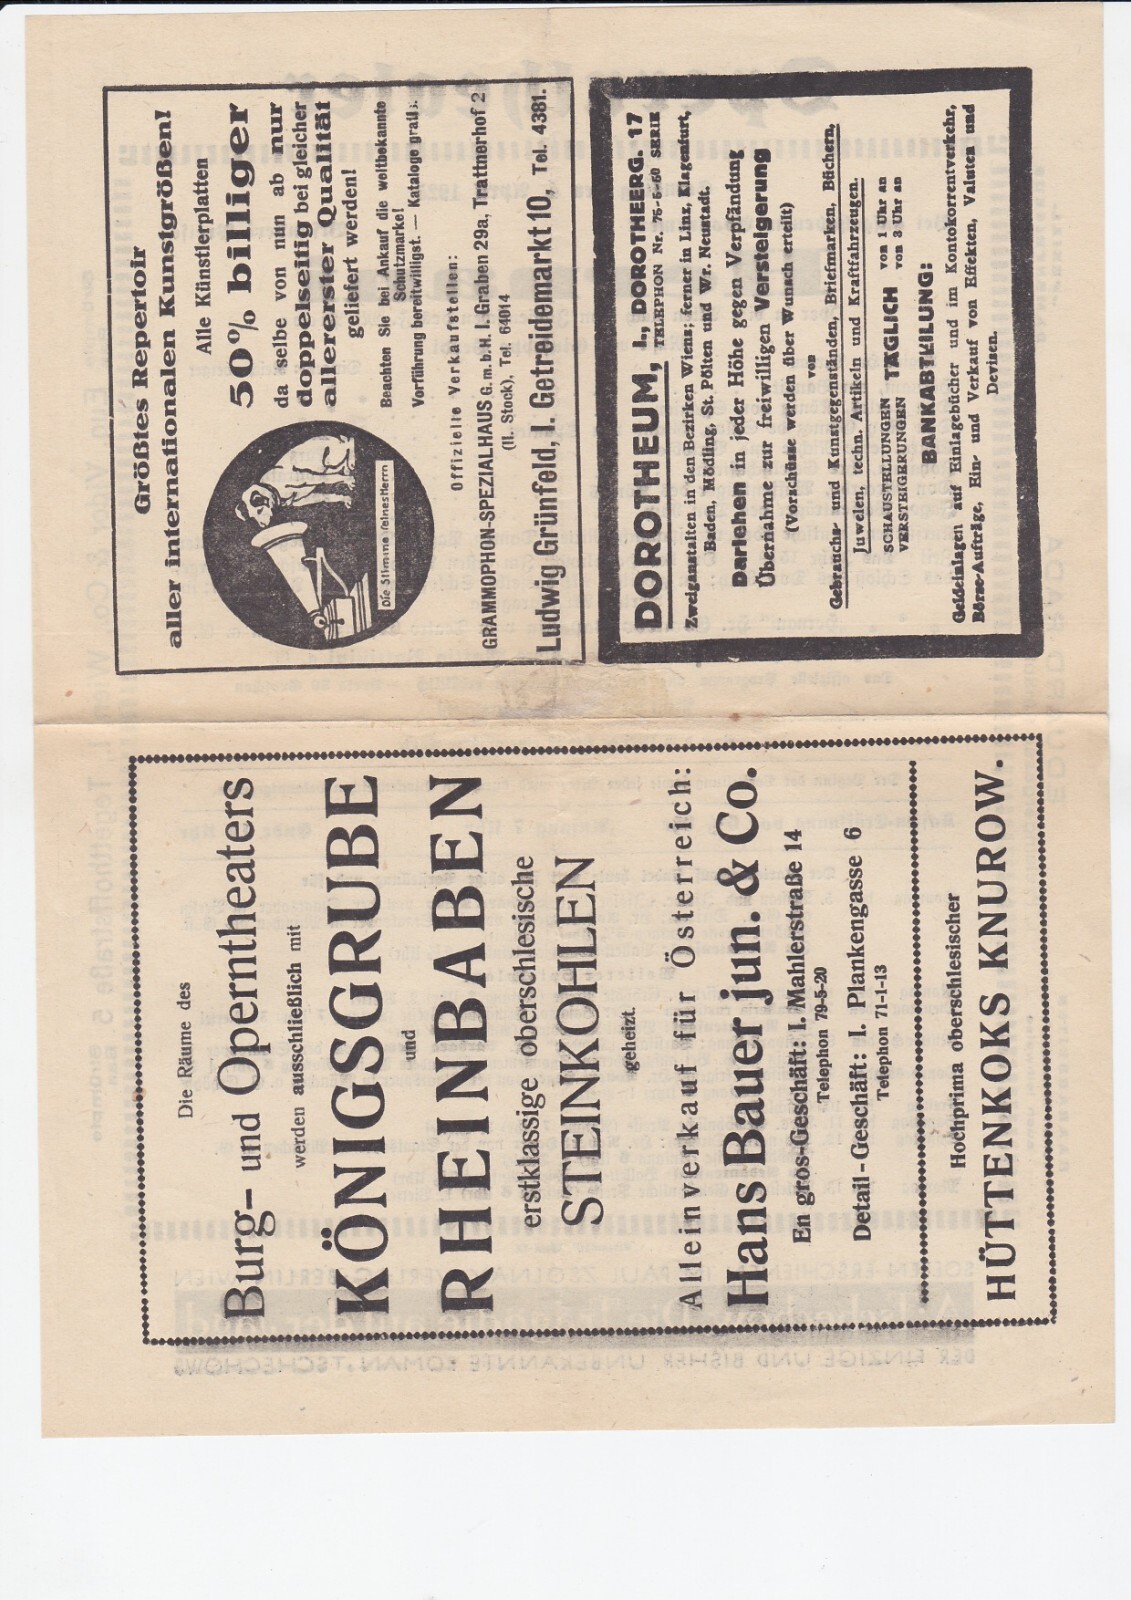 Die Räume des
Burg- und Operntheaters
werden ausschließlich mit
KÖNIGSGRUBE
und
RHEINBABEN
erstklassige oberschlesische
STEINKOHLEN
geheizt.
Alleinverkauf für Österreich:
Hans Bauer jun. & Co.
En gros-Geschäft: I. Mahlerstraße 14
Telephon 79-5-20
Detail-Geschäft: I. Plankengasse 6
Telephon 71-1-13
Hochprima oberschlesischer
HÜTTENKOKS KNUROW.
Größtes Repertoir
aller internationalen Kunstgrößen!
Die Stimme seines Herrn
Alle Künstlerplatten
50% billiger
da selbe von nun ab nur
doppelseitig bei gleicher
allererster Qualität
geliefert werden!
Beachten Sie bei Ankauf die weltbekannte
Schutzmarke!
Vorführung bereitwilligst. — Kataloge gratis.
Offizielle Verkaufstellen:
GRAMMOPHON-SPEZIALHAUS G. m. b. H. I. Graben 29a, Trattnerhof 2
(II. Stock), Tel. 64014
Ludwig Grünfeld, I. Getreidemarkt 10, Tel. 4381.
DOROTHEUM, I., DOROTHEERG. 17
TELEPHON Nr. 75-5-60 SERIE
Zweiganstalten in den Bezirken Wiens; ferner in Linz, Klagenfurt,
Baden, Mödling, St. Pölten und Wr. Neustadt.
Darlehen in jeder Höhe gegen Verpfändung
Übernahme zur freiwilligen Versteigerung
(Vorschüsse werden über Wunsch erteilt)
von
Gebrauchs- und Kunstgegenständen, Briefmarken, Büchern,
Juwelen, techn. Artikeln und Kraftfahrzeugen.
SCHAUSTELLUNGEN TÄGLICH von 1 Uhr an
VERSTEIGERUNGEN von 3 Uhr an
BANKABTEILUNG:
Geldeinlagen auf Einlagebücher und im Kontokorrentverkehr,
Börse-Aufträge, Ein- und Verkauf von Effekten, Valuten und
Devisen.